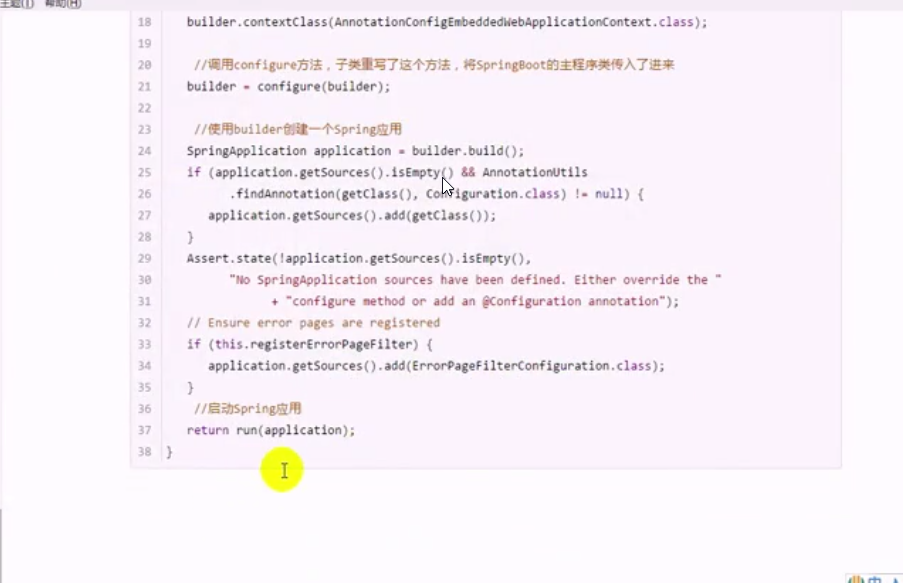 主题(I) 帮助(H)
18 builder.contextClass(AnnotationConfigEmbeddedWebApplicationContext.class);
19
20 //调用configure方法，子类重写了这个方法，将SpringBoot的主程序类传入了进来
21 builder = configure(builder);
22
23 //使用builder创建一个Spring应用
24 SpringApplication application = builder.build();
25 if (application.getSources().isEmpty() && AnnotationUtils
26 .findAnnotation(getClass(), Configuration.class) != null) {
27 application.getSources().add(getClass());
28 }
29 Assert.state(!application.getSources().isEmpty(),
30 "No SpringApplication sources have been defined. Either override the "
31 + "configure method or add an @Configuration annotation");
32 // Ensure error pages are registered
33 if (this.registerErrorPageFilter) {
34 application.getSources().add(ErrorPageFilterConfiguration.class);
35 }
36 //启动Spring应用
37 return run(application);
38 }